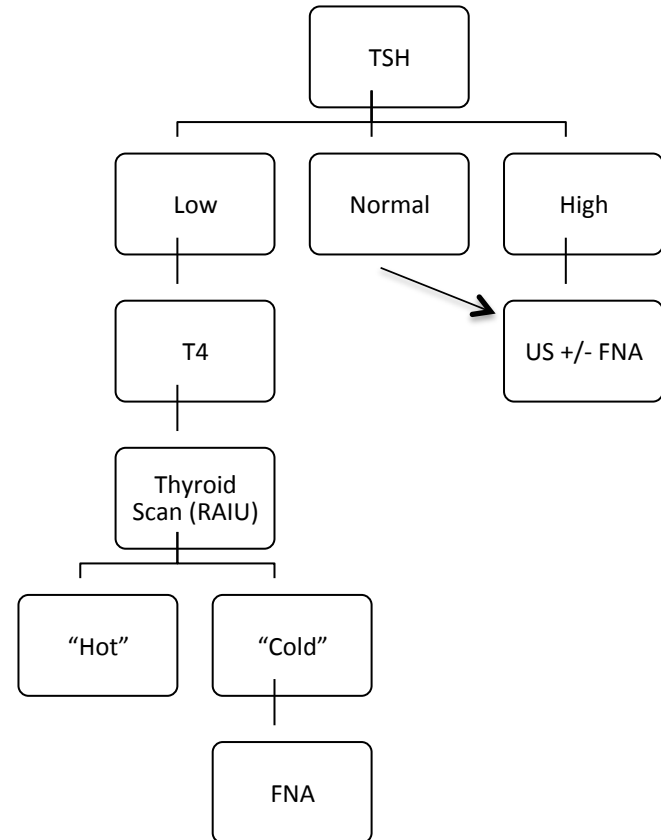 TSH
Low
Normal
High
T4
US +/- FNA
Thyroid
Scan (RAIU)
“Hot”
“Cold”
FNA